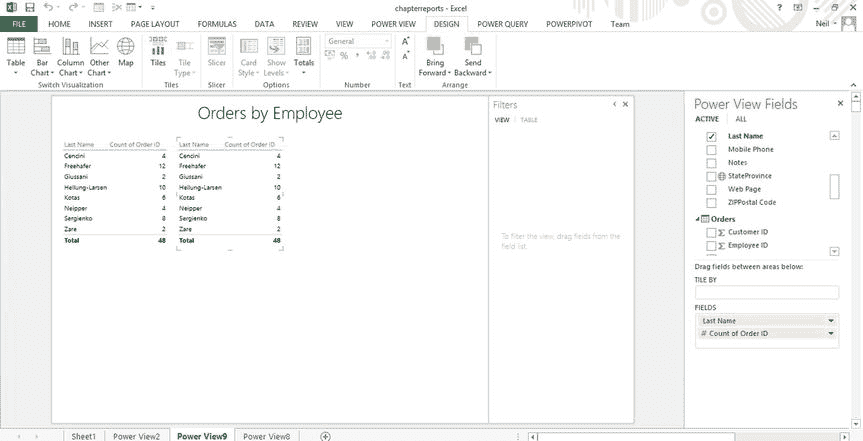 chapterreports - Excel
FILE HOME INSERT PAGE LAYOUT FORMULAS DATA REVIEW VIEW POWER VIEW DESIGN POWER QUERY POWERPIVOT Team Neil
Table Bar Chart Column Chart Other Chart Map Tiles Tile Type Slicer Card Style Show Levels Totals General Bring Forward Send Backward
Switch Visualization Tiles Slicer Options Number Text Arrange
Orders by Employee
Last Name Count of Order ID
Cencini 4
Freehafer 12
Giussani 2
Hellung-Larsen 10
Kotas 6
Neipper 4
Sergienko 8
Zare 2
Total 48
Last Name Count of Order ID
Cencini 4
Freehafer 12
Giussani 2
Hellung-Larsen 10
Kotas 6
Neipper 4
Sergienko 8
Zare 2
Total 48
Filters
VIEW TABLE
To filter the view, drag fields from the
field list.
Power View Fields
ACTIVE ALL
Last Name
Mobile Phone
Notes
StateProvince
Web Page
ZIPPostal Code
Orders
Σ Customer ID
Σ Employee ID
Drag fields between areas below:
TILE BY
FIELDS
Last Name
# Count of Order ID
Sheet1 Power View2 Power View9 Power View8